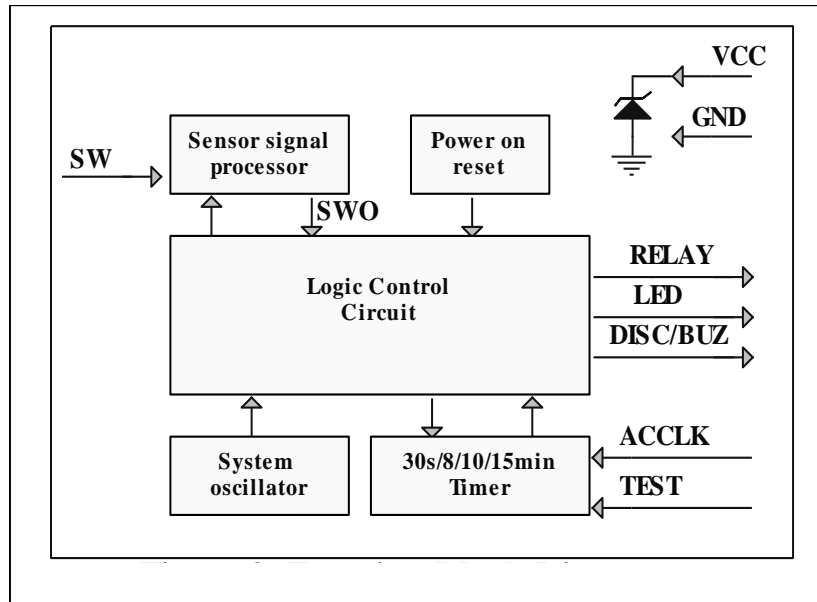 VCC
GND
Sensor signal
processor
Power on
reset
SW
SWO
Logic Control
Circuit
RELAY
LED
DISC/BUZ
System
oscillator
30s/8/10/15min
Timer
ACCLK
TEST